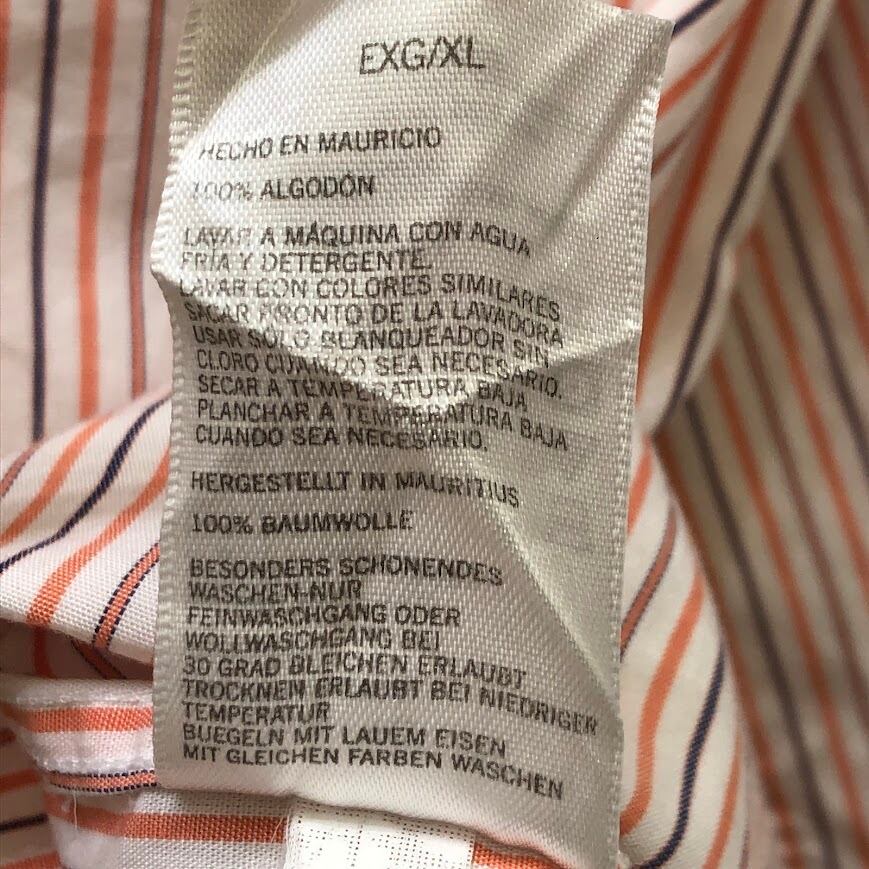 EXG/XL
HECHO EN MAURICIO
100% ALGODÓN
LAVAR A MÁQUINA CON AGUA
FRÍA Y DETERGENTE.
LAVAR CON COLORES SIMILARES
SACAR PRONTO DE LA LAVADORA
USAR SÓLO BLANQUEADOR SIN
CLORO CUANDO SEA NECESARIO.
SECAR A TEMPERATURA BAJA
PLANCHAR A TEMPERATURA BAJA
CUANDO SEA NECESARIO.
HERGESTELLT IN MAURITIUS
100% BAUMWOLLE
BESONDERS SCHONENDES
WASCHEN-NUR
FEINWASCHGANG ODER
WOLLWASCHGANG BEI
30 GRAD BLEICHEN ERLAUBT
TROCKNEN ERLAUBT BEI NIEDRIGER
TEMPERATUR
BUEGELN MIT LAUEM EISEN
MIT GLEICHEN FARBEN WASCHEN